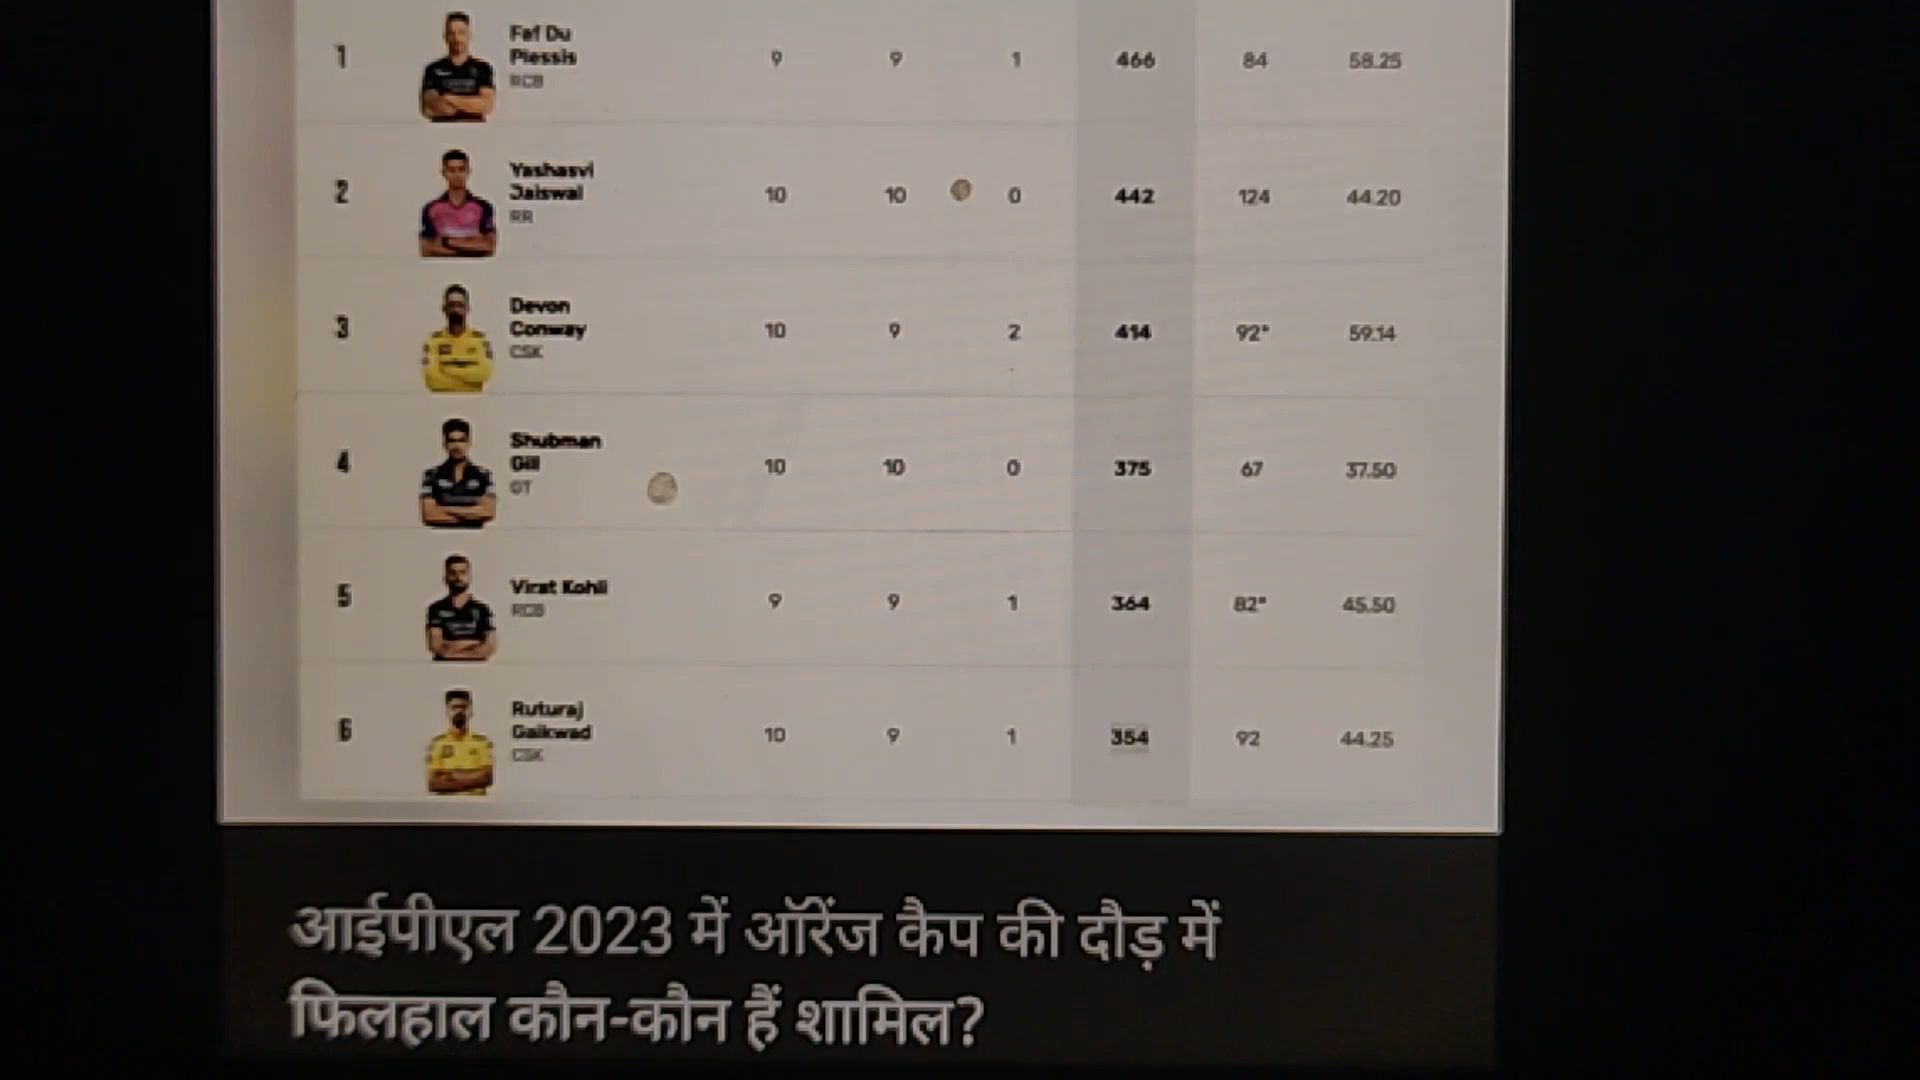 1 Faf Du Plessis RCB 9 9 1 466 84 58.25
2 Yashasvi Jaiswal RR 10 10 0 442 124 44.20
3 Devon Conway CSK 10 9 2 414 92* 59.14
4 Shubman Gill GT 10 10 0 375 67 37.50
5 Virat Kohli RCB 9 9 1 364 82* 45.50
6 Ruturaj Gaikwad CSK 10 9 1 354 92 44.25
आईपीएल 2023 में ऑरेंज कैप की दौड़ में
फिलहाल कौन-कौन हैं शामिल?